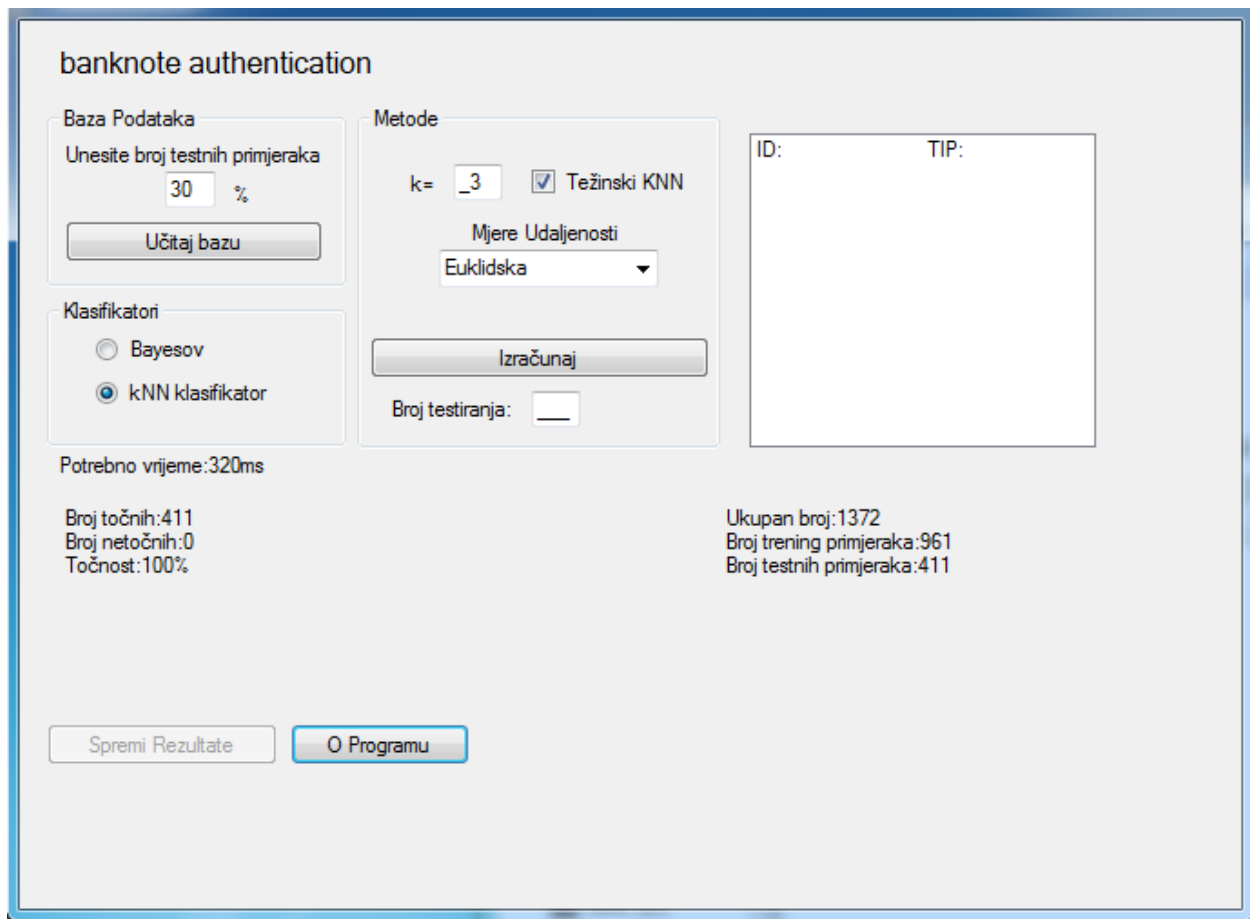 banknote authentication
Baza Podataka
Unesite broj testnih primjeraka
30 %
Učitaj bazu
Klasifikatori
Bayesov
kNN klasifikator
Metode
k= _3 Težinski KNN
Mjere Udaljenosti
Euklidska
Izračunaj
Broj testiranja: ___
ID: TIP:
Potrebno vrijeme:320ms
Broj točnih:411
Broj netočnih:0
Točnost:100%
Ukupan broj:1372
Broj trening primjeraka:961
Broj testnih primjeraka:411
Spremi Rezultate
O Programu